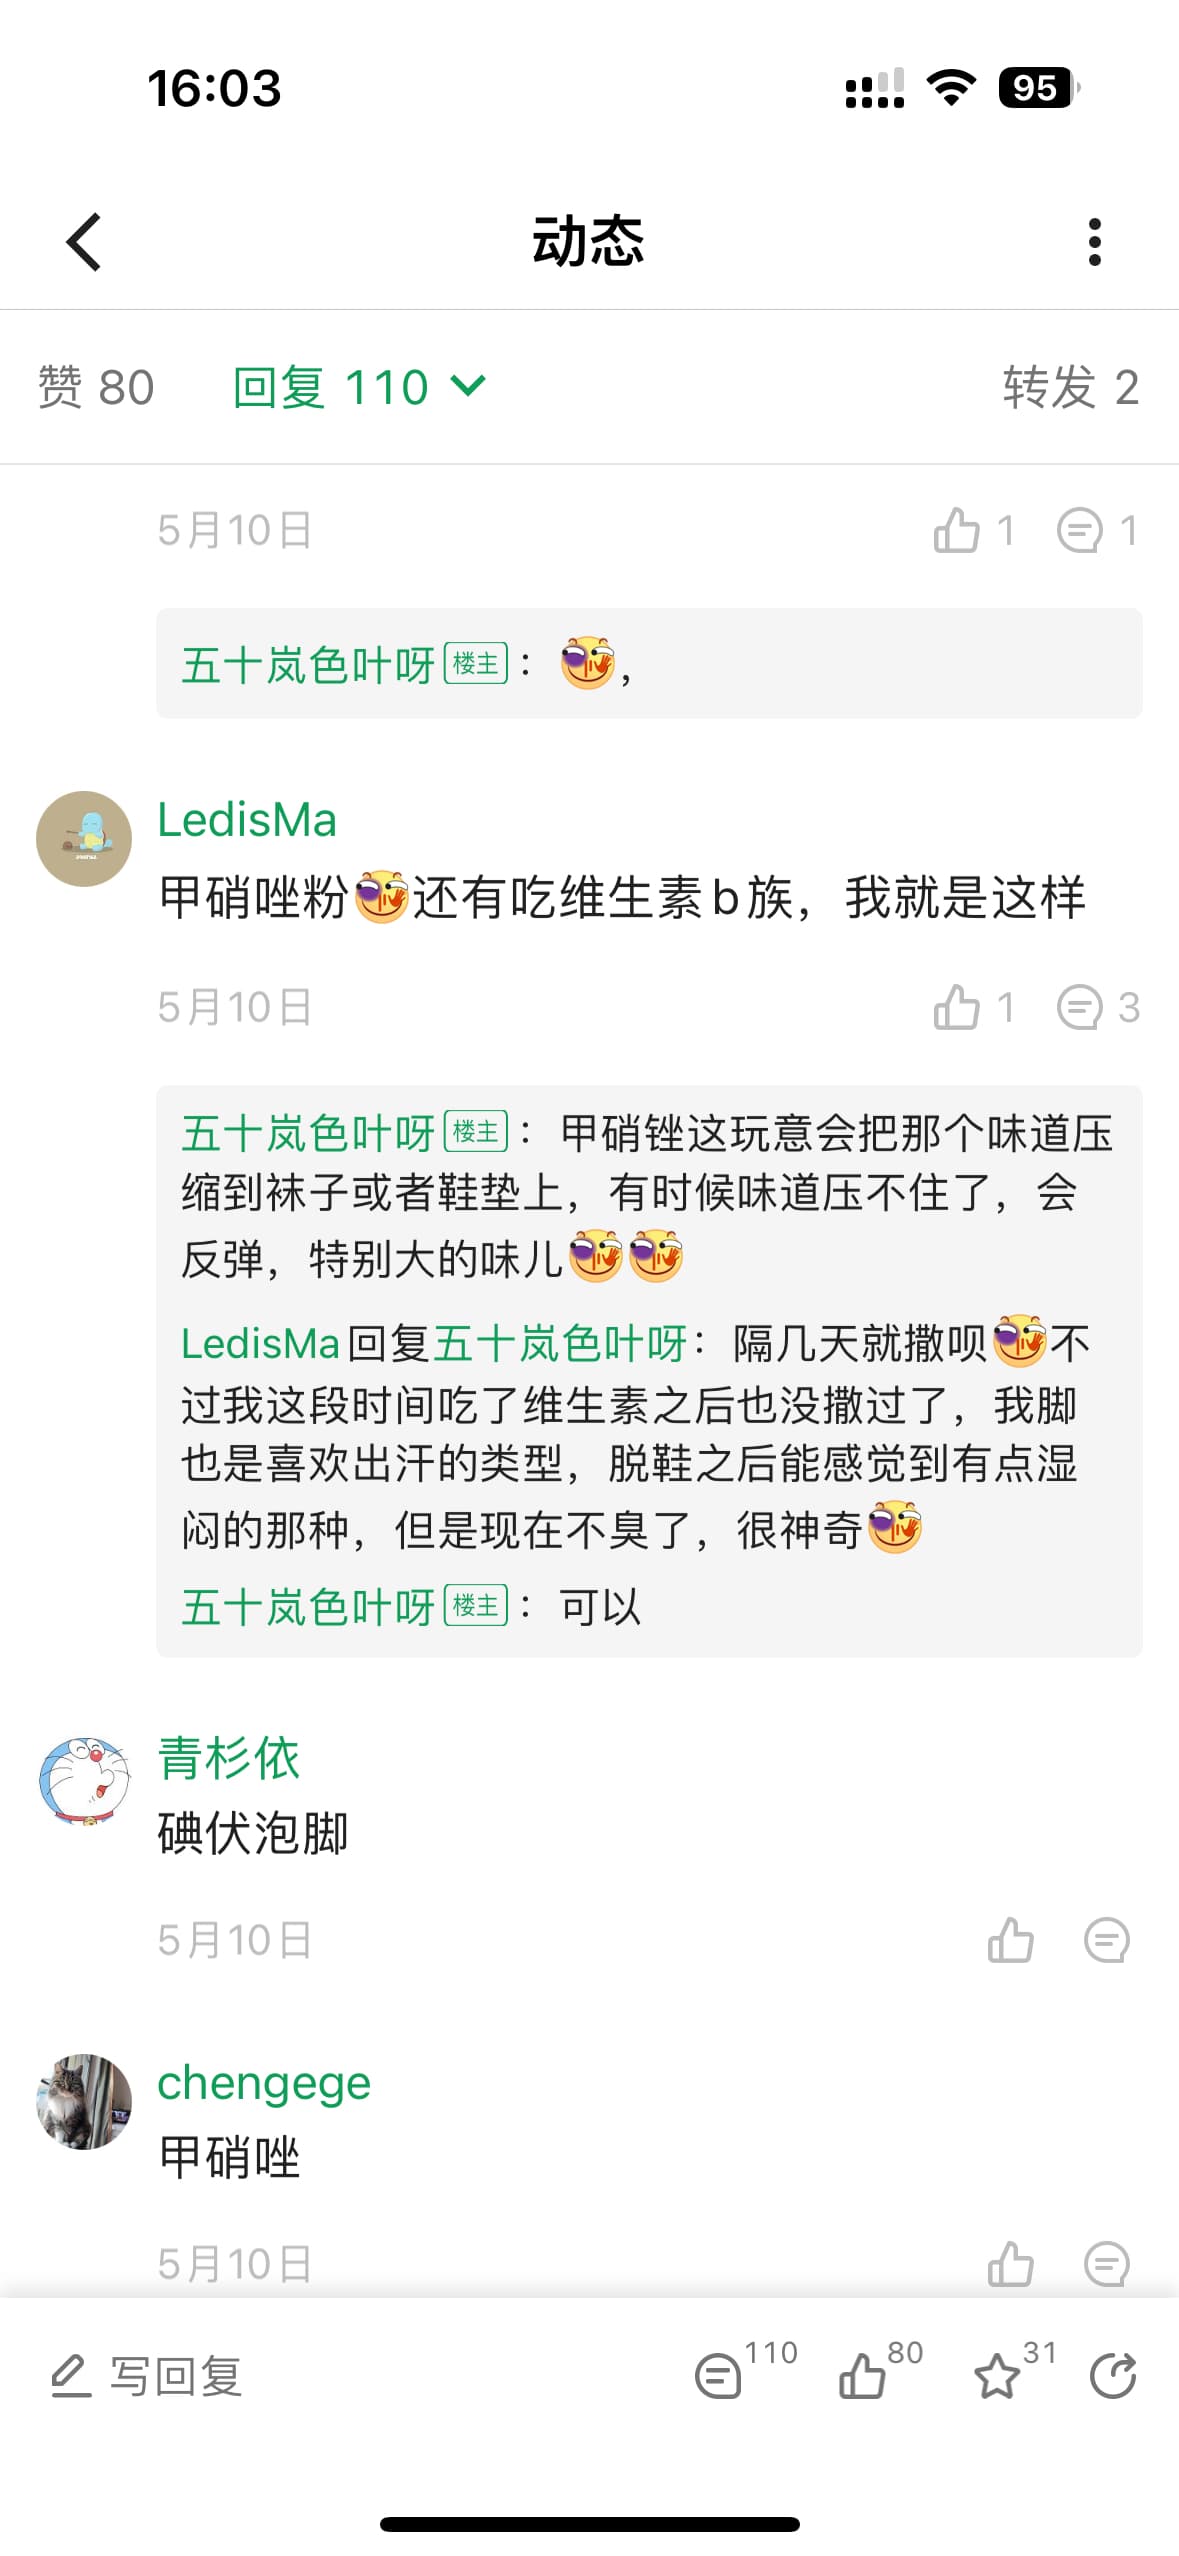 16:03
95
动态
赞 80 回复 110 转发 2
5月10日 1 1
五十岚色叶呀 楼主 : ,
LedisMa
甲硝唑粉还有吃维生素b族，我就是这样
5月10日 1 3
五十岚色叶呀 楼主 : 甲硝锉这玩意会把那个味道压
缩到袜子或者鞋垫上，有时候味道压不住了，会
反弹，特别大的味儿
LedisMa回复五十岚色叶呀: 隔几天就撒呗不
过我这段时间吃了维生素之后也没撒过了，我脚
也是喜欢出汗的类型，脱鞋之后能感觉到有点湿
闷的那种，但是现在不臭了，很神奇
五十岚色叶呀 楼主 : 可以
青杉依
碘伏泡脚
5月10日
chengege
甲硝唑
5月10日
写回复 110 80 31